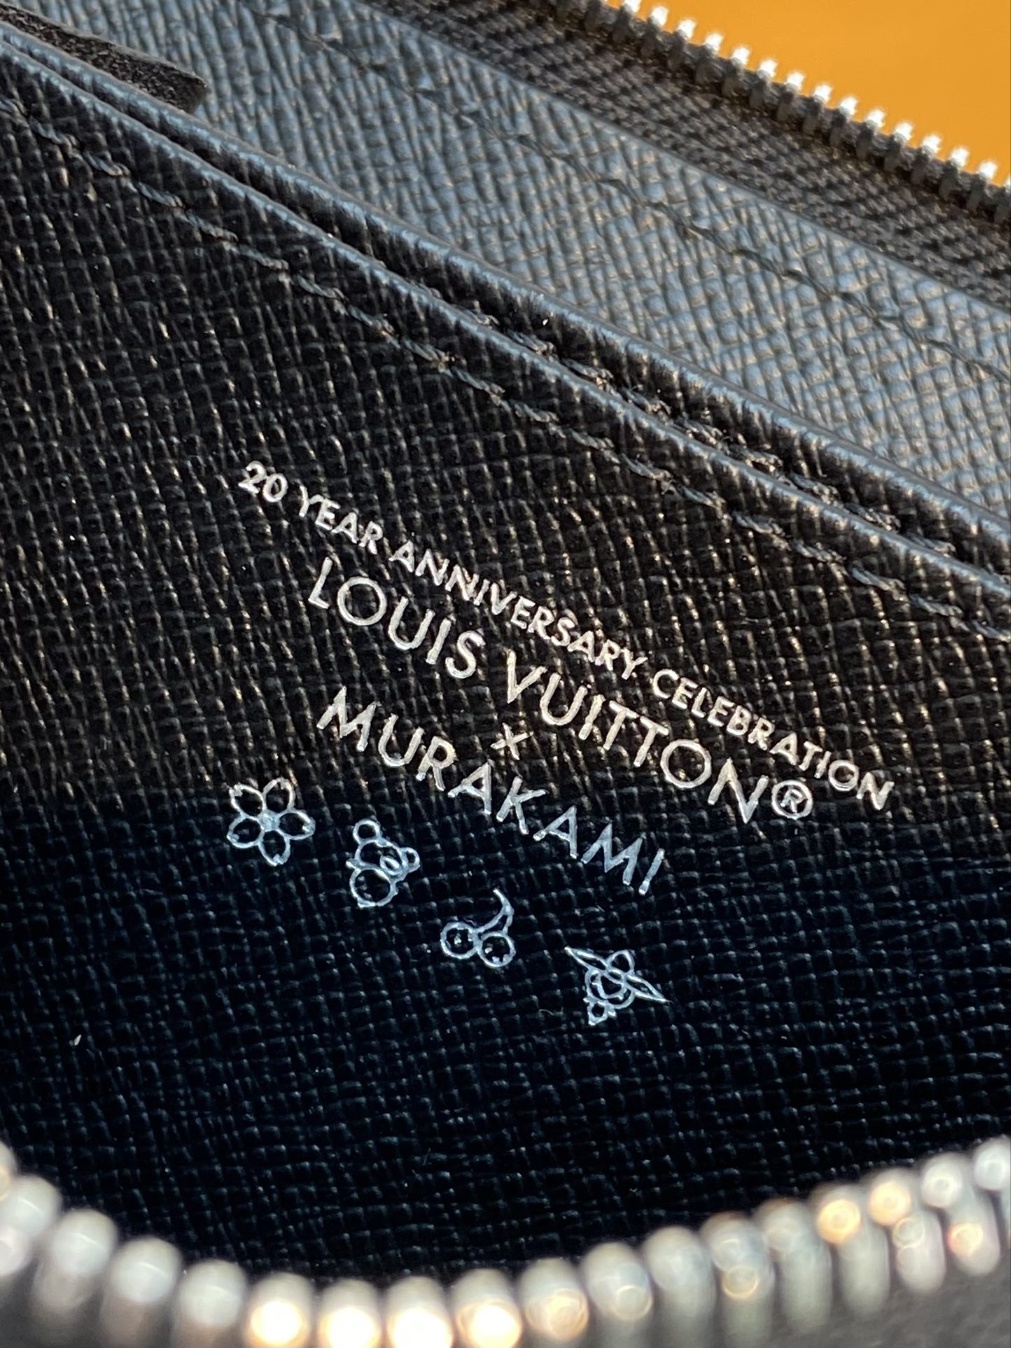 20 YEAR ANNIVERSARY CELEBRATION
LOUIS VUITTON®
x
MURAKAMI